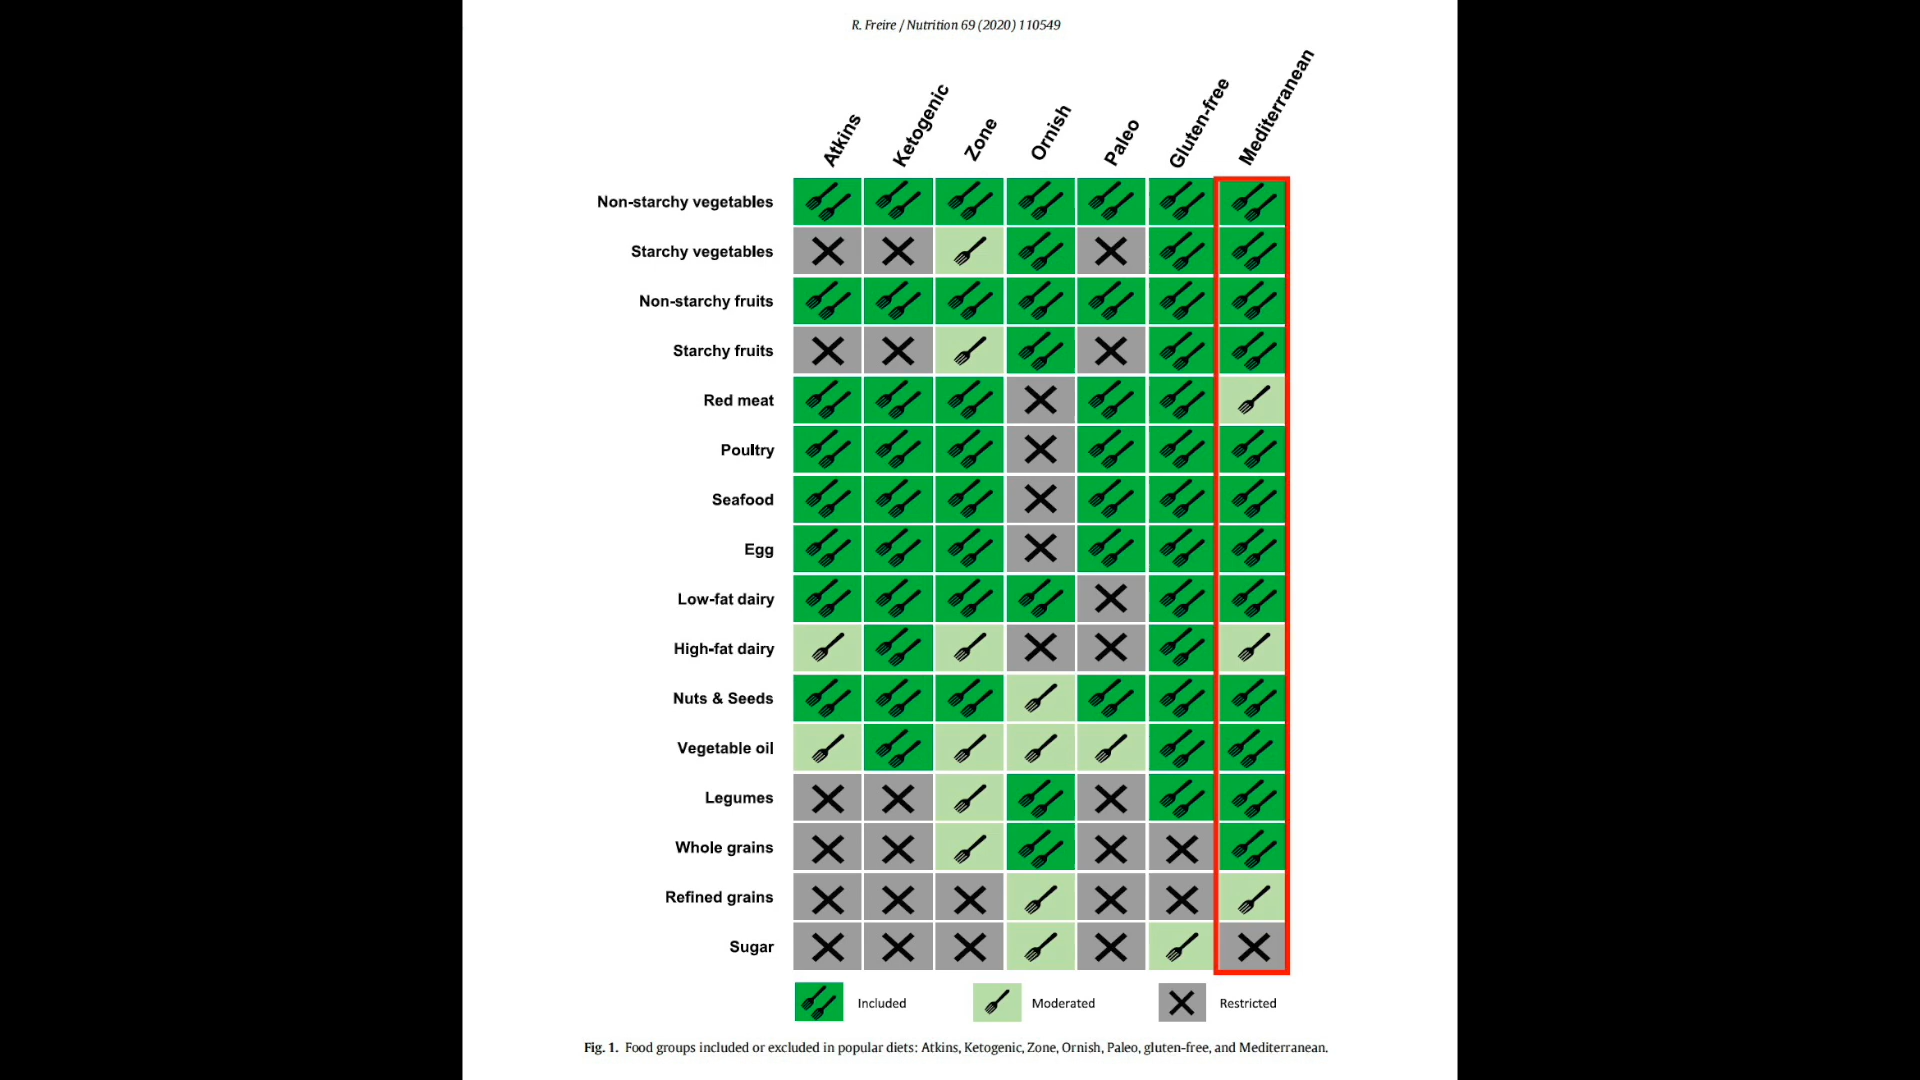 R. Freire / Nutrition 69 (2020) 110549
Atkins
Ketogenic
Zone
Ornish
Paleo
Gluten-free
Mediterranean
Non-starchy vegetables
Starchy vegetables
Non-starchy fruits
Starchy fruits
Red meat
Poultry
Seafood
Egg
Low-fat dairy
High-fat dairy
Nuts & Seeds
Vegetable oil
Legumes
Whole grains
Refined grains
Sugar
Included
Moderated
Restricted
Fig. 1. Food groups included or excluded in popular diets: Atkins, Ketogenic, Zone, Ornish, Paleo, gluten-free, and Mediterranean.